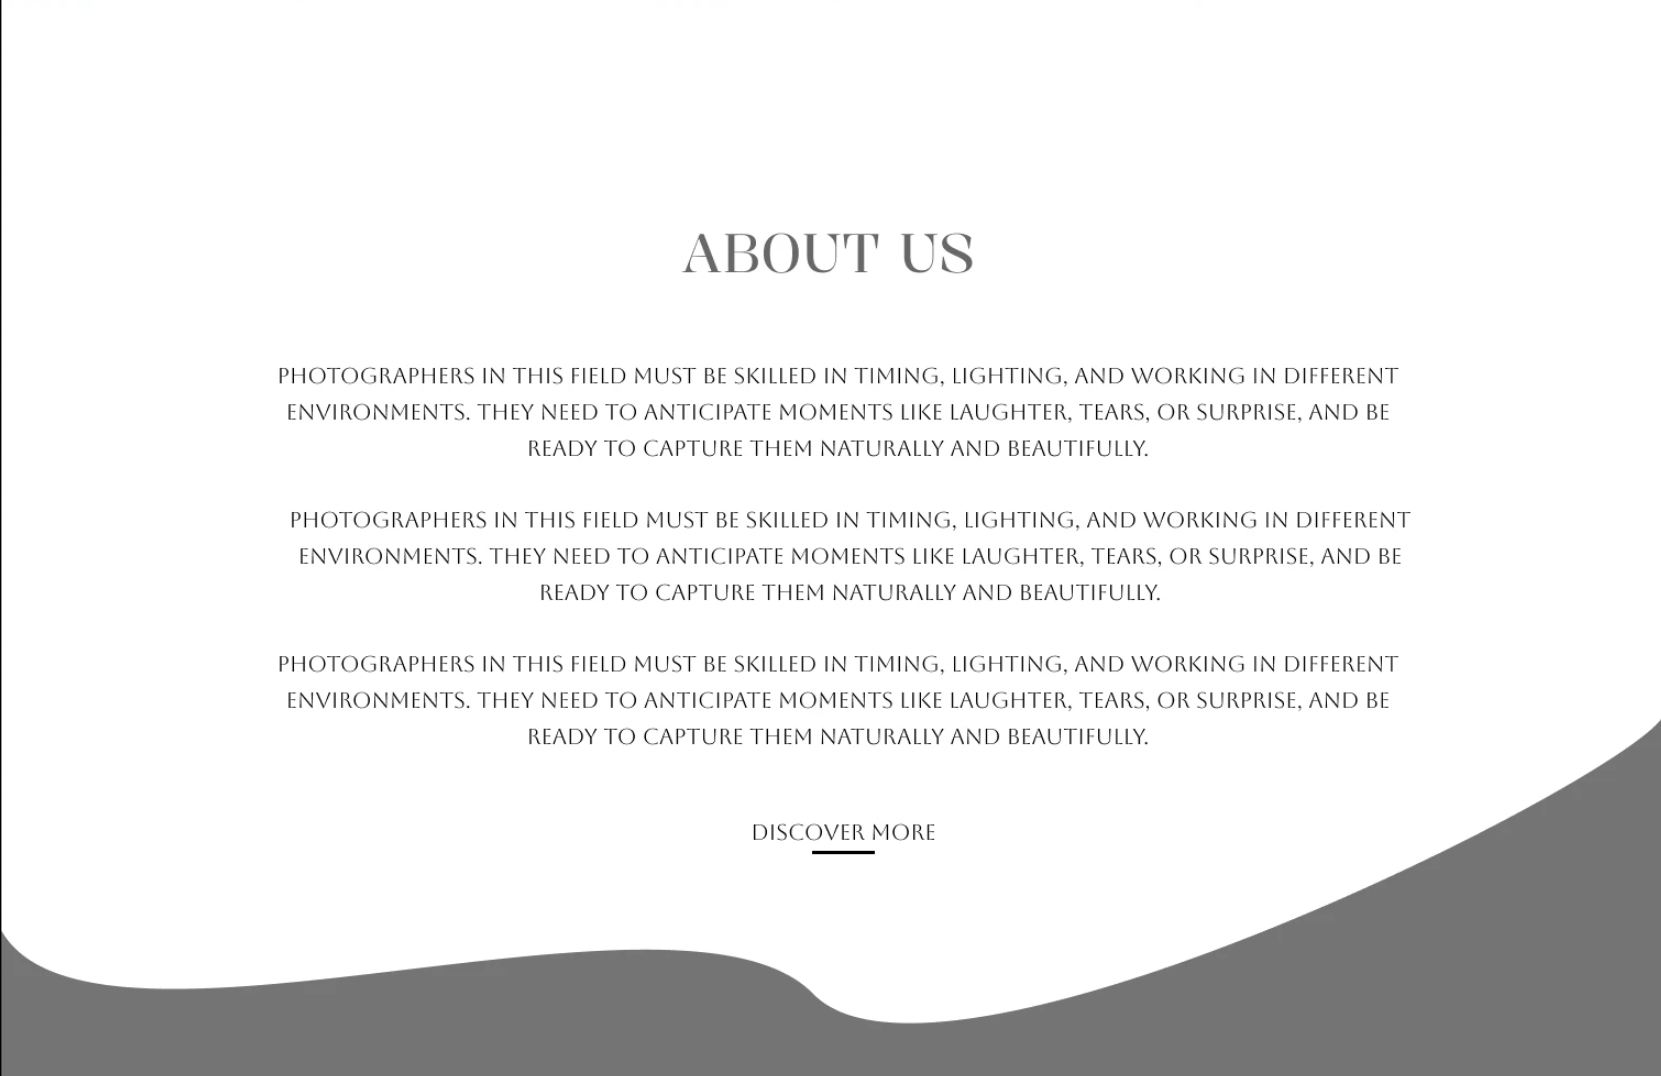 ABOUT US
PHOTOGRAPHERS IN THIS FIELD MUST BE SKILLED IN TIMING, LIGHTING, AND WORKING IN DIFFERENT
ENVIRONMENTS. THEY NEED TO ANTICIPATE MOMENTS LIKE LAUGHTER, TEARS, OR SURPRISE, AND BE
READY TO CAPTURE THEM NATURALLY AND BEAUTIFULLY.
PHOTOGRAPHERS IN THIS FIELD MUST BE SKILLED IN TIMING, LIGHTING, AND WORKING IN DIFFERENT
ENVIRONMENTS. THEY NEED TO ANTICIPATE MOMENTS LIKE LAUGHTER, TEARS, OR SURPRISE, AND BE
READY TO CAPTURE THEM NATURALLY AND BEAUTIFULLY.
PHOTOGRAPHERS IN THIS FIELD MUST BE SKILLED IN TIMING, LIGHTING, AND WORKING IN DIFFERENT
ENVIRONMENTS. THEY NEED TO ANTICIPATE MOMENTS LIKE LAUGHTER, TEARS, OR SURPRISE, AND BE
READY TO CAPTURE THEM NATURALLY AND BEAUTIFULLY.
DISCOVER MORE